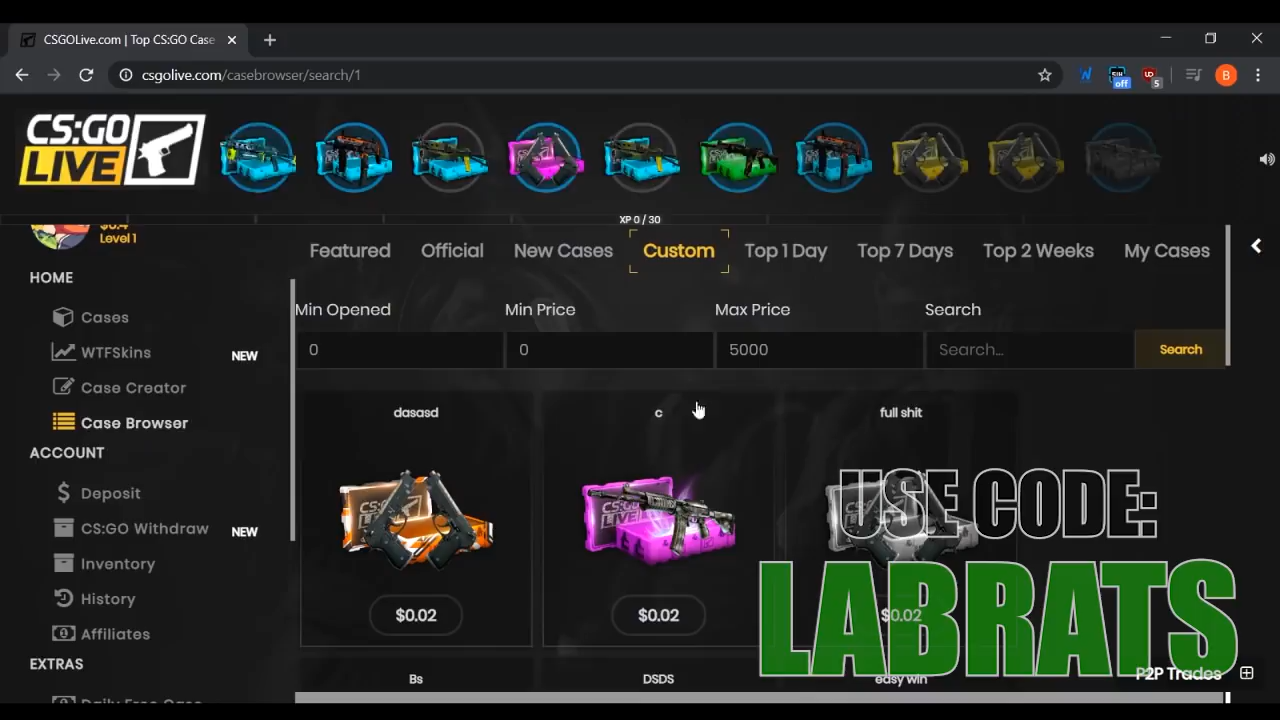 CSGOLive.com | Top CS:GO Case
csgolive.com/casebrowser/search/1
off
UD
5
B
CS:GO
LIVE
XP 0 / 30
Level 1
HOME
Cases
WTFSkins
NEW
Case Creator
Case Browser
ACCOUNT
Deposit
CS:GO Withdraw
NEW
Inventory
History
Affiliates
EXTRAS
Featured
Official
New Cases
Custom
Top 1 Day
Top 7 Days
Top 2 Weeks
My Cases
Min Opened
Min Price
Max Price
Search
0
0
5000
Search...
Search
dasasd
c
full shit
$0.02
$0.02
$0.02
Bs
DSDS
easy win
USE CODE:
LABRATS
P2P Trades